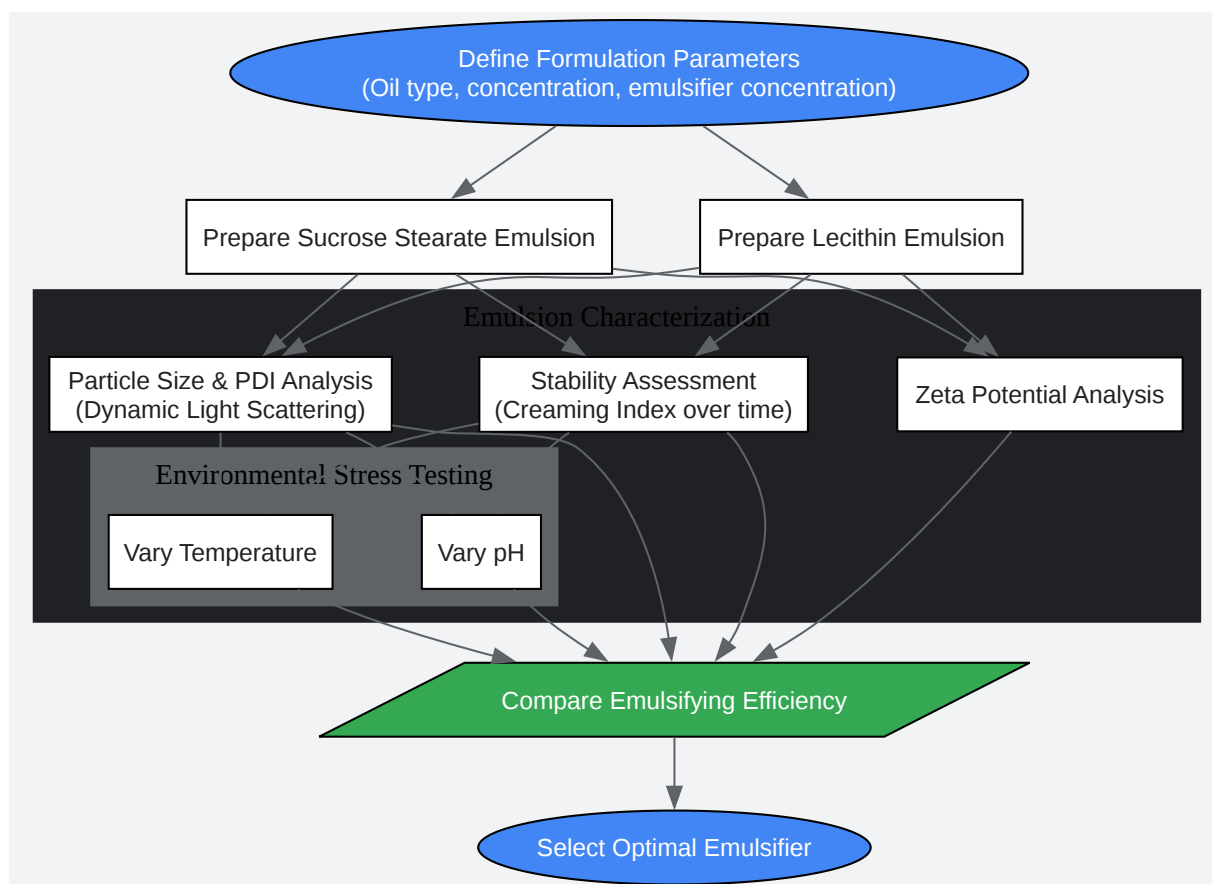 Define Formulation Parameters
(Oil type, concentration, emulsifier concentration)
Prepare Sucrose Stearate Emulsion
Prepare Lecithin Emulsion
Emulsion Characterization
Particle Size & PDI Analysis
(Dynamic Light Scattering)
Stability Assessment
(Creaming Index over time)
Zeta Potential Analysis
Environmental Stress Testing
Vary Temperature
Vary pH
Compare Emulsifying Efficiency
Select Optimal Emulsifier